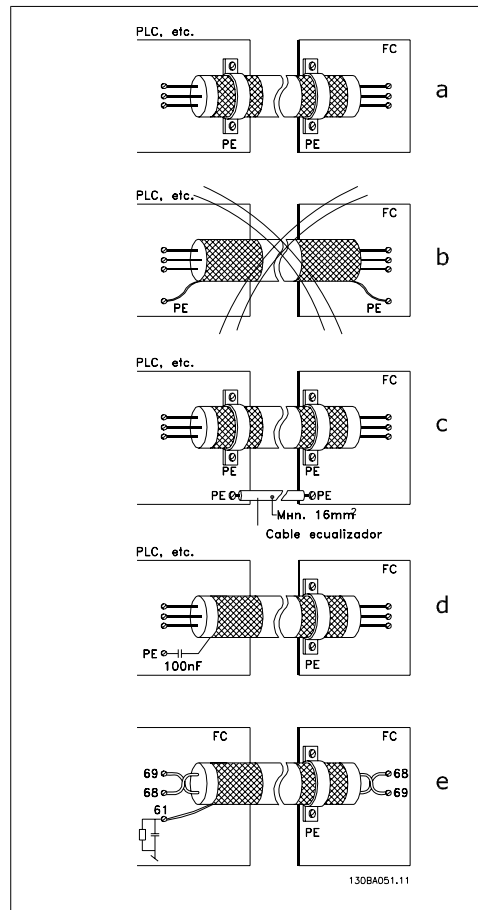 PLC, etc.
FC
PE
PE
a
PLC, etc.
FC
PE
PE
b
PLC, etc.
FC
PE
PE
PE
PE
Мнn. 16mm²
Cable ecualizador
c
PLC, etc.
FC
PE
100nF
PE
d
FC
FC
69
68
61
68
69
PE
e
130BA051.11